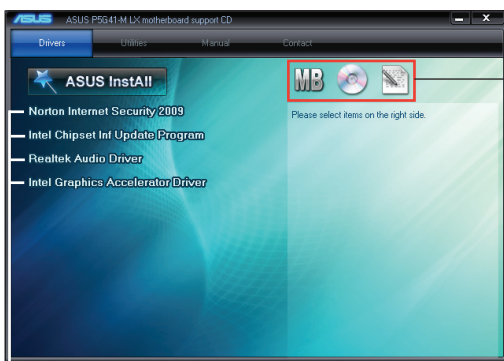 ASUS ASUS P5G41-M LX motherboard support CD
Drivers Utilities Manual Contact
ASUS InstAll
MB
Norton Internet Security 2009
Please select items on the right side.
Intel Chipset Inf Update Program
Realtek Audio Driver
Intel Graphics Accelerator Driver